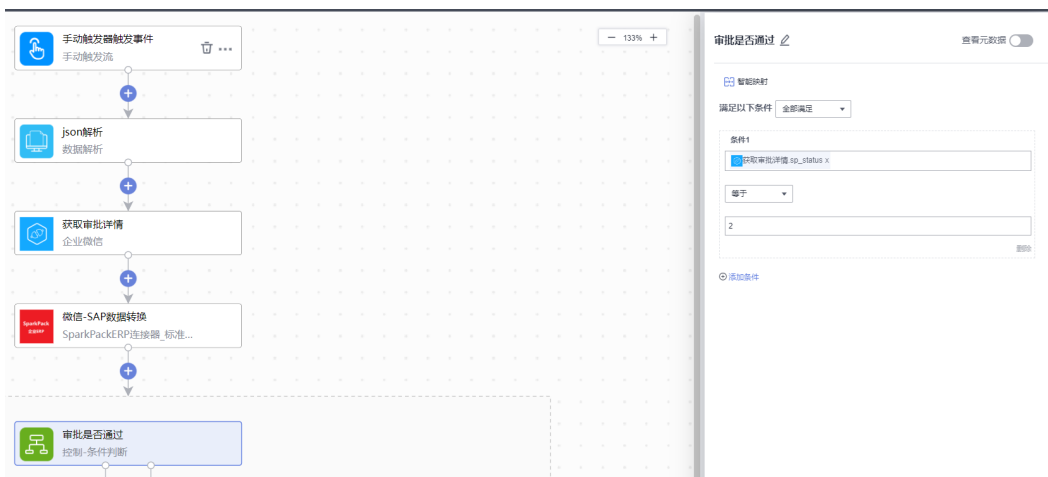 手动触发器触发事件
手动触发流
json解析
数据解析
获取审批详情
企业微信
SparkPack
微信-SAP数据转换
SparkPackERP连接器_标准...
审批是否通过
控制-条件判断
133%
审批是否通过
查看元数据
智能映射
满足以下条件 全部满足
条件1
获取审批详情.sp_status x
等于
2
删除
添加条件